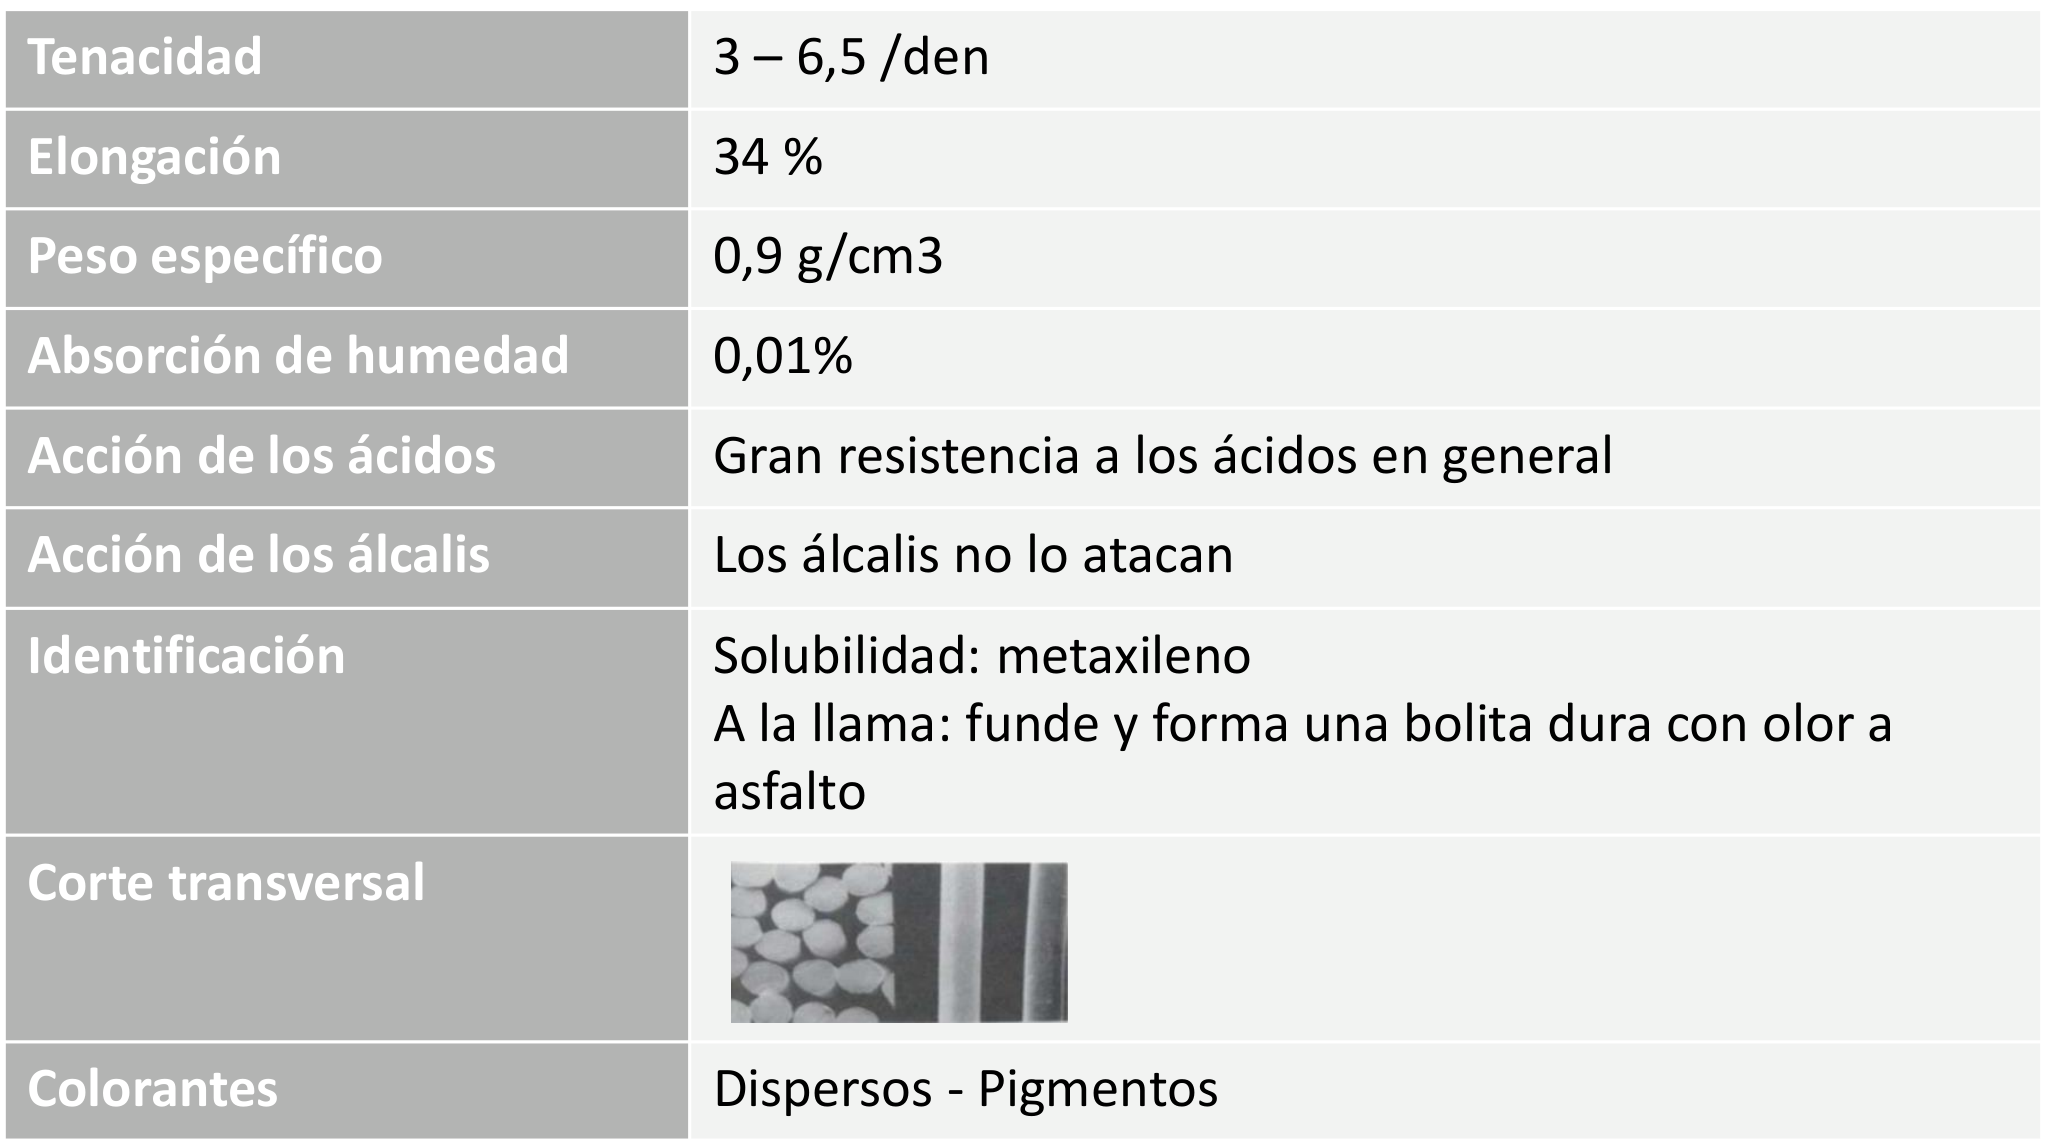 Tenacidad
3 – 6,5 /den
Elongación
34 %
Peso específico
0,9 g/cm3
Absorción de humedad
0,01%
Acción de los ácidos
Gran resistencia a los ácidos en general
Acción de los álcalis
Los álcalis no lo atacan
Identificación
Solubilidad: metaxileno
A la llama: funde y forma una bolita dura con olor a
asfalto
Corte transversal
Colorantes
Dispersos - Pigmentos